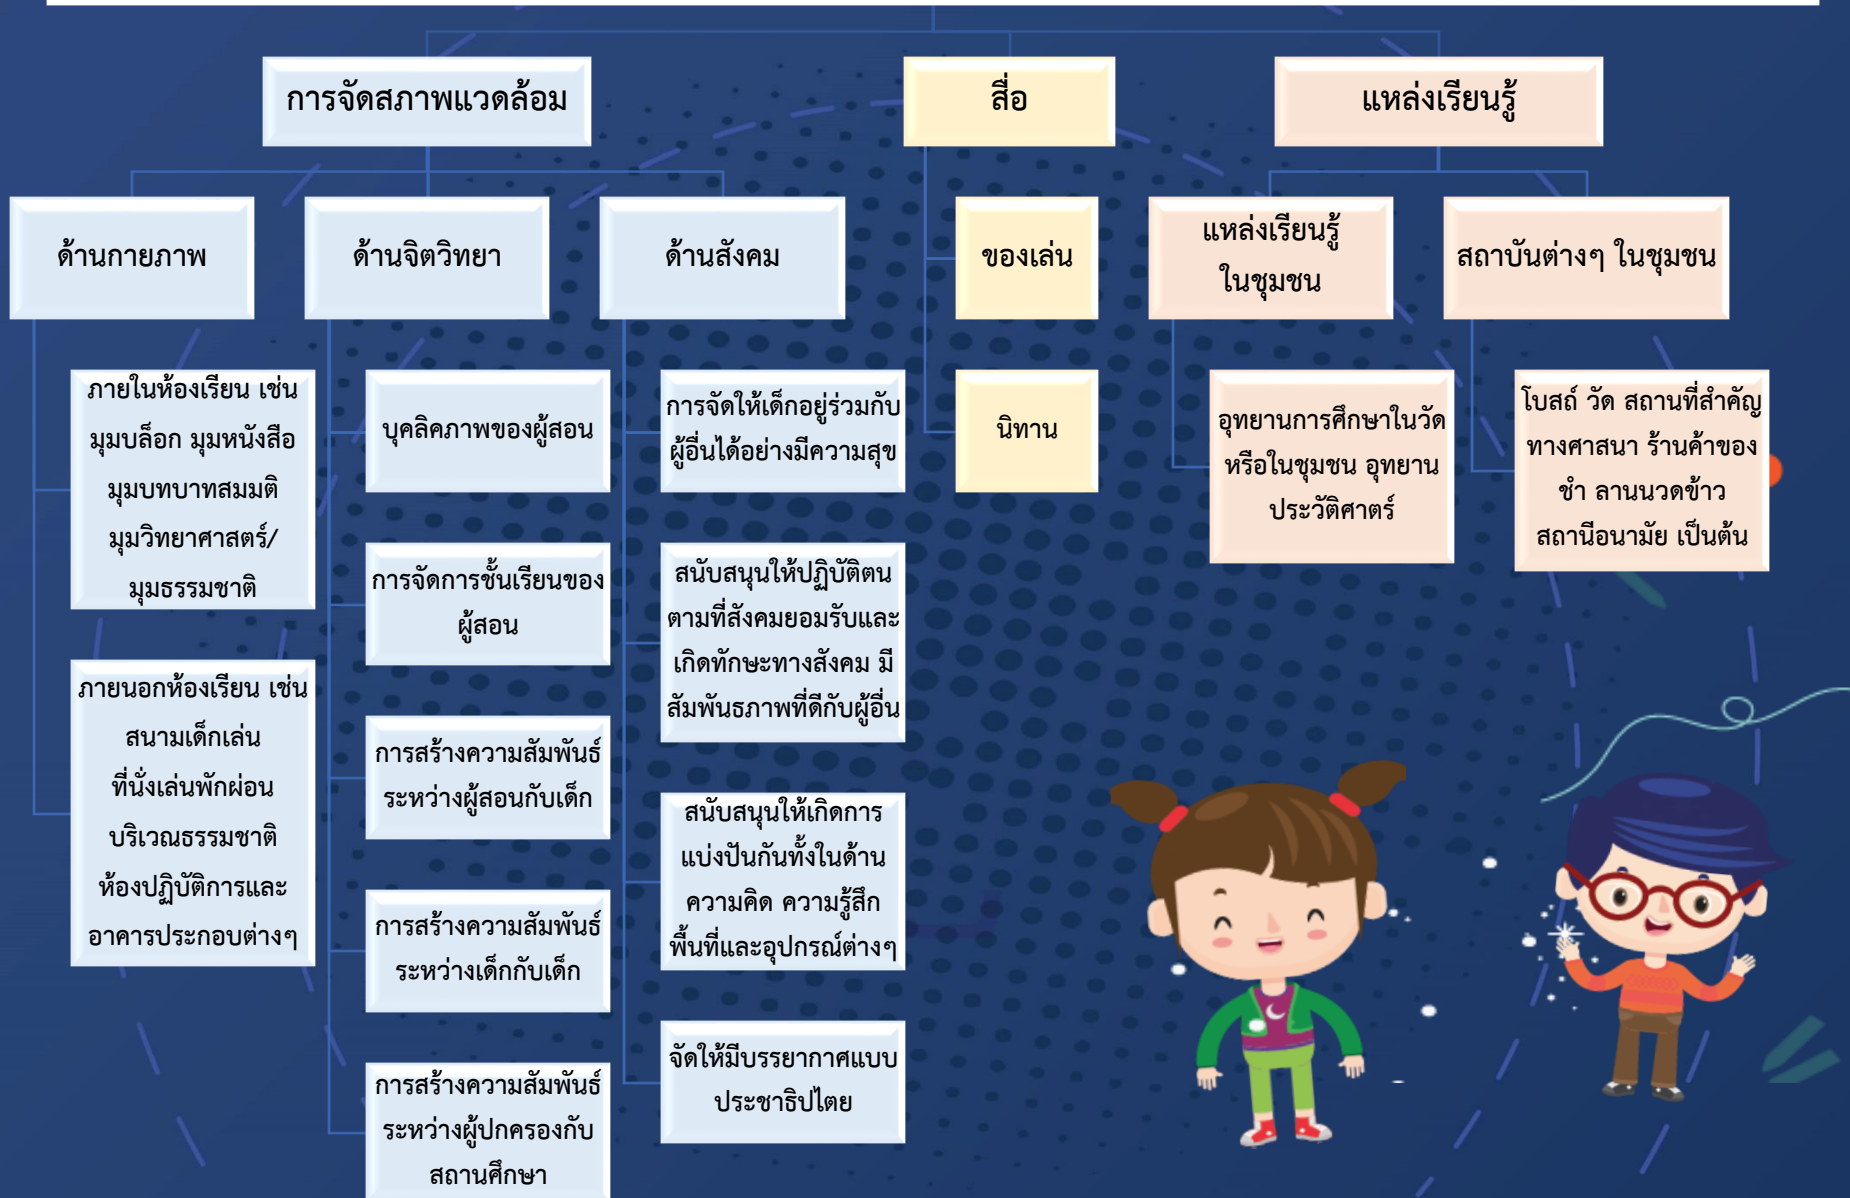 การจัดสภาพแวดล้อม
สื่อ
แหล่งเรียนรู้
ด้านกายภาพ
ด้านจิตวิทยา
ด้านสังคม
ของเล่น
แหล่งเรียนรู้
ในชุมชน
สถาบันต่างๆ ในชุมชน
ภายในห้องเรียน เช่น
มุมบล็อก มุมหนังสือ
มุมบทบาทสมมติ
มุมวิทยาศาสตร์/
มุมธรรมชาติ
ภายนอกห้องเรียน เช่น
สนามเด็กเล่น
ที่นั่งเล่นพักผ่อน
บริเวณธรรมชาติ
ห้องปฏิบัติการและ
อาคารประกอบต่างๆ
บุคลิคภาพของผู้สอน
การจัดการชั้นเรียนของ
ผู้สอน
การสร้างความสัมพันธ์
ระหว่างผู้สอนกับเด็ก
การสร้างความสัมพันธ์
ระหว่างเด็กกับเด็ก
การสร้างความสัมพันธ์
ระหว่างผู้ปกครองกับ
สถานศึกษา
การจัดให้เด็กอยู่ร่วมกับ
ผู้อื่นได้อย่างมีความสุข
สนับสนุนให้ปฏิบัติตน
ตามที่สังคมยอมรับและ
เกิดทักษะทางสังคม มี
สัมพันธภาพที่ดีกับผู้อื่น
สนับสนุนให้เกิดการ
แบ่งปันกันทั้งในด้าน
ความคิด ความรู้สึก
พื้นที่และอุปกรณ์ต่างๆ
จัดให้มีบรรยากาศแบบ
ประชาธิปไตย
นิทาน
อุทยานการศึกษาในวัด
หรือในชุมชน อุทยาน
ประวัติศาตร์
โบสถ์ วัด สถานที่สำคัญ
ทางศาสนา ร้านค้าของ
ชำ ลานนวดข้าว
สถานีอนามัย เป็นต้น